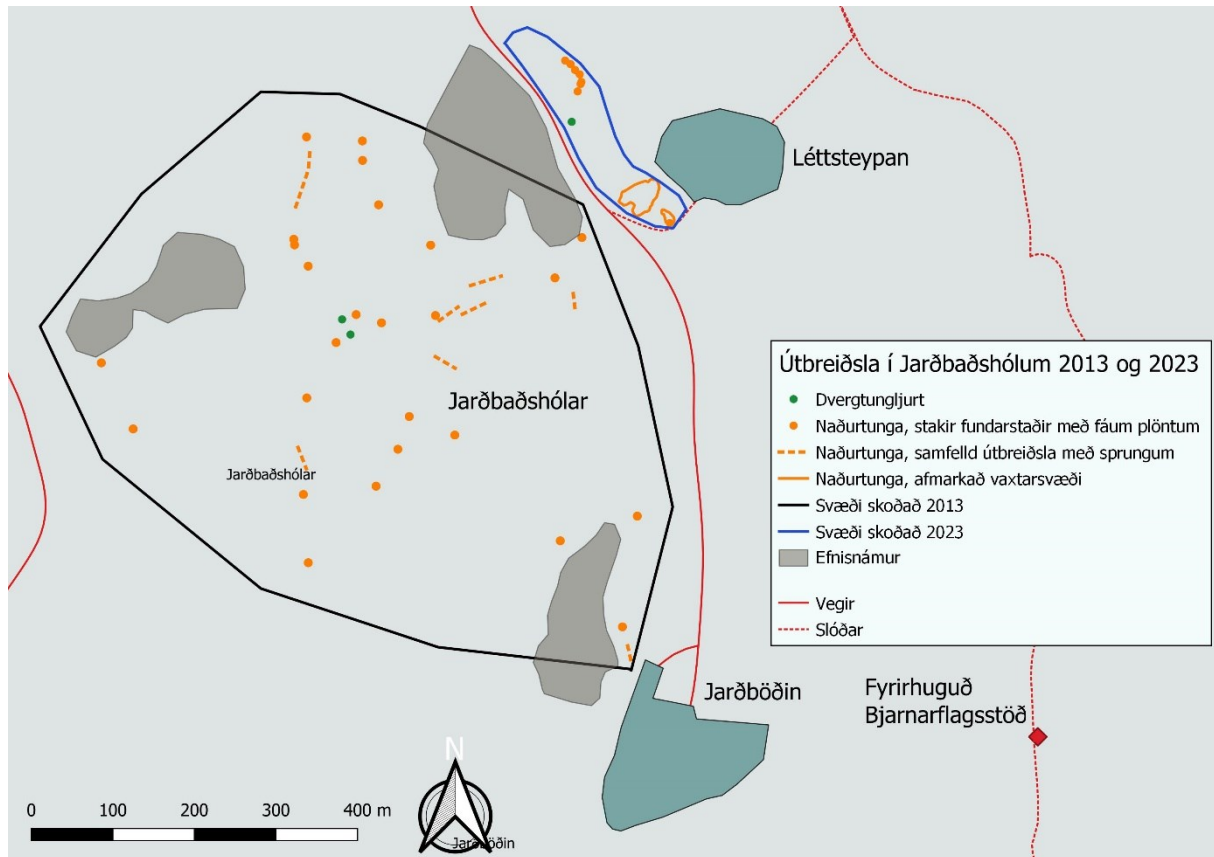 Léttsteypan
Jarðbaðshólar
Jarðbaðshólar
Útbreiðsla í Jarðbaðshólum 2013 og 2023
Dvergtungljurt
Naðurtunga, stakir fundarstaðir með fáum plöntum
Naðurtunga, samfelld útbreiðsla með sprungum
Naðurtunga, afmarkað vaxtarsvæði
Svæði skoðað 2013
Svæði skoðað 2023
Efnisnámur
Vegir
Slóðar
Jarðböðin
Fyrirhuguð
Bjarnarflagsstöð
N
0 100 200 300 400 m
Jarðböðin